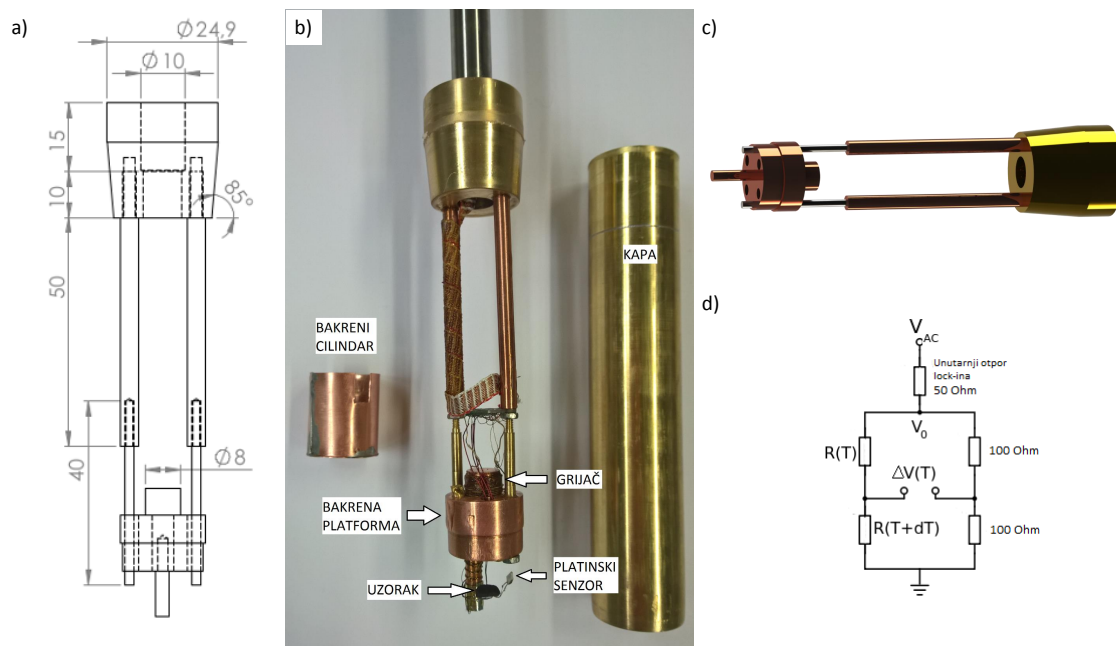 a)
Ø24,9
Ø10
15
10
85°
50
40
Ø8
b)
KAPA
BAKRENI
CILINDAR
GRIJAČ
BAKRENA
PLATFORMA
PLATINSKI
SENZOR
UZORAK
c)
d)
V AC
Unutarnji otpor
lock-ina
50 Ohm
V₀
R(T)
100 Ohm
ΔV(T)
R(T+dT)
100 Ohm